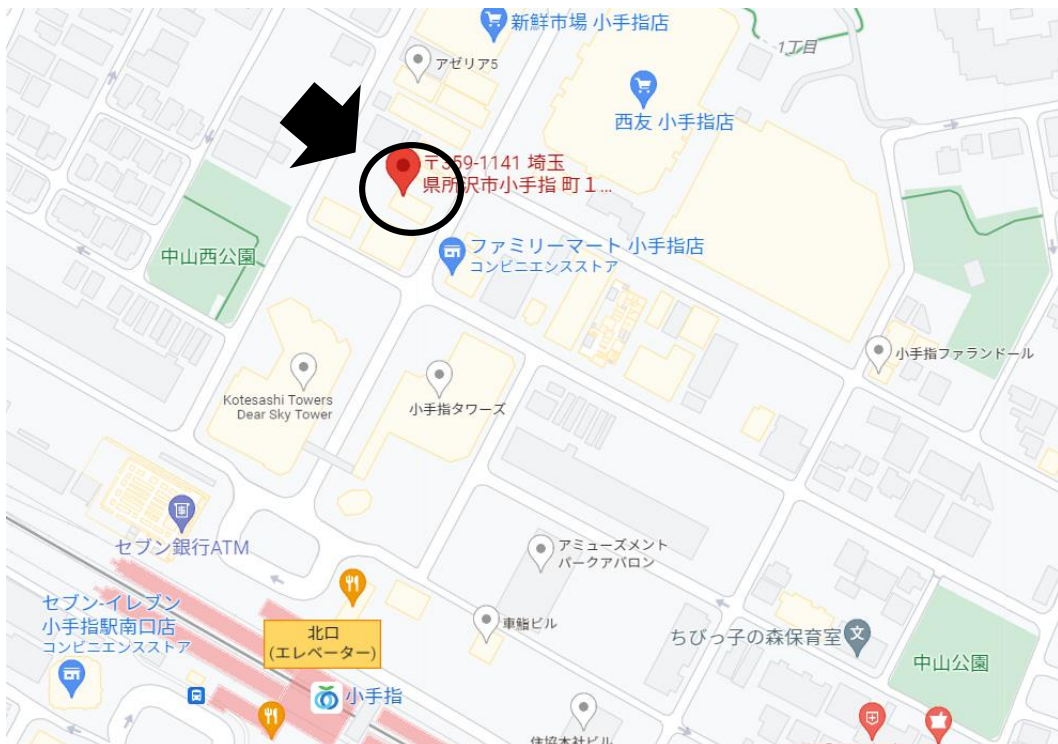 新鮮市場 小手指店
アゼリア5
1丁目
西友 小手指店
〒359-1141 埼玉
県所沢市小手指 町１...
中山西公園
ファミリーマート 小手指店
コンビニエンスストア
小手指ファランドール
Kotesashi Towers
Dear Sky Tower
小手指タワーズ
セブン銀行ATM
アミューズメント
パークアバロン
セブン-イレブン
小手指駅南口店
コンビニエンスストア
北口
(エレベーター)
車鮨ビル
ちびっ子の森保育室
文
中山公園
小手指
住協本社ビル